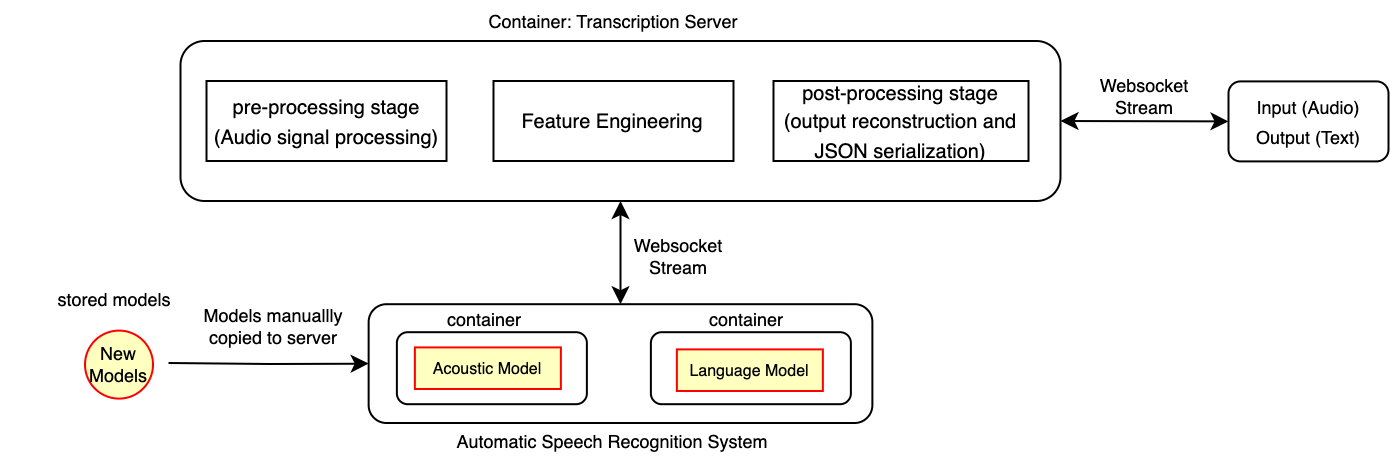 Container: Transcription Server
pre-processing stage
(Audio signal processing)
Feature Engineering
post-processing stage
(output reconstruction and
JSON serialization)
Websocket
Stream
Input (Audio)
Output (Text)
Websocket
Stream
stored models
New
Models
Models manuallly
copied to server
container
Acoustic Model
container
Language Model
Automatic Speech Recognition System